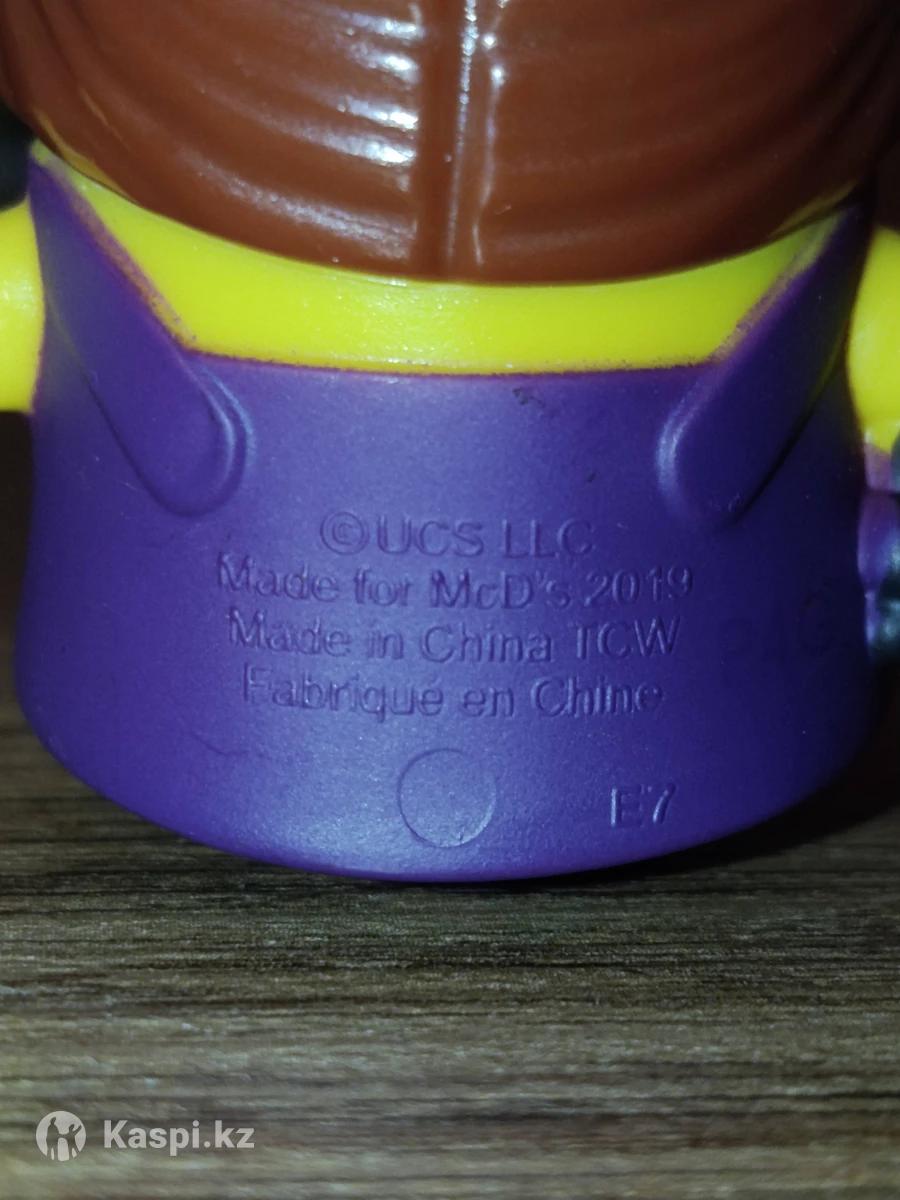 ©UCS LLC
Made for McD's 2019
Made in China TCW
Fabriqué en Chine
E7
Kaspi.kz